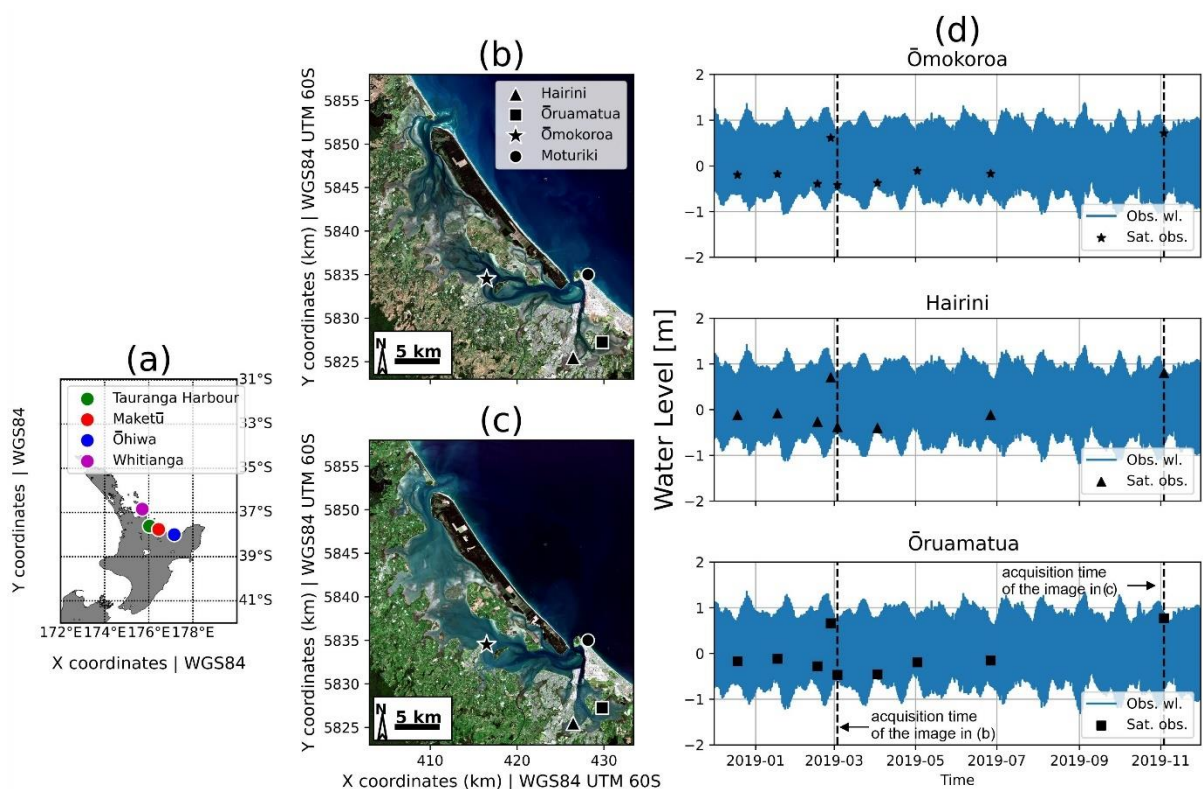 (a)
Y coordinates | WGS84
Tauranga Harbour
Maketū
Ōhiwa
Whitianga
31°S
33°S
35°S
37°S
39°S
41°S
172°E
174°E
176°E
178°E
X coordinates | WGS84
(b)
Y coordinates (km) | WGS84 UTM 60S
5855
5850
5845
5840
5835
5830
5825
Hairini
Ōruamatua
Ōmokoroa
Moturiki
N
5 km
410
420
430
(c)
Y coordinates (km) | WGS84 UTM 60S
5855
5850
5845
5840
5835
5830
5825
N
5 km
410
420
430
X coordinates (km) | WGS84 UTM 60S
(d)
Water Level [m]
Ōmokoroa
2
1
0
−1
−2
Obs. wl.
Sat. obs.
Hairini
2
1
0
−1
−2
Obs. wl.
Sat. obs.
Ōruamatua
2
1
0
−1
−2
acquisition time
of the image in (c)
acquisition time
of the image in (b)
Obs. wl.
Sat. obs.
2019-01
2019-03
2019-05
2019-07
2019-09
2019-11
Time